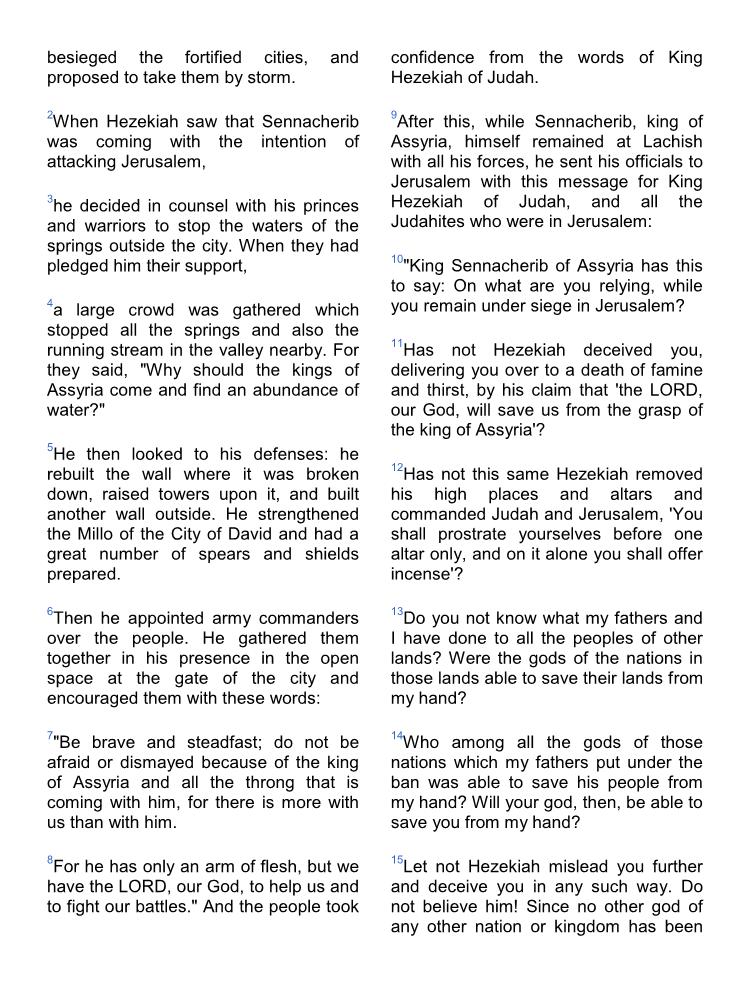 besieged the fortified cities, and
proposed to take them by storm.
2When Hezekiah saw that Sennacherib
was coming with the intention of
attacking Jerusalem,
3he decided in counsel with his princes
and warriors to stop the waters of the
springs outside the city. When they had
pledged him their support,
4a large crowd was gathered which
stopped all the springs and also the
running stream in the valley nearby. For
they said, "Why should the kings of
Assyria come and find an abundance of
water?"
5He then looked to his defenses: he
rebuilt the wall where it was broken
down, raised towers upon it, and built
another wall outside. He strengthened
the Millo of the City of David and had a
great number of spears and shields
prepared.
6Then he appointed army commanders
over the people. He gathered them
together in his presence in the open
space at the gate of the city and
encouraged them with these words:
7"Be brave and steadfast; do not be
afraid or dismayed because of the king
of Assyria and all the throng that is
coming with him, for there is more with
us than with him.
8For he has only an arm of flesh, but we
have the LORD, our God, to help us and
to fight our battles." And the people took
confidence from the words of King
Hezekiah of Judah.
9After this, while Sennacherib, king of
Assyria, himself remained at Lachish
with all his forces, he sent his officials to
Jerusalem with this message for King
Hezekiah of Judah, and all the
Judahites who were in Jerusalem:
10"King Sennacherib of Assyria has this
to say: On what are you relying, while
you remain under siege in Jerusalem?
11Has not Hezekiah deceived you,
delivering you over to a death of famine
and thirst, by his claim that 'the LORD,
our God, will save us from the grasp of
the king of Assyria'?
12Has not this same Hezekiah removed
his high places and altars and
commanded Judah and Jerusalem, 'You
shall prostrate yourselves before one
altar only, and on it alone you shall offer
incense'?
13Do you not know what my fathers and
I have done to all the peoples of other
lands? Were the gods of the nations in
those lands able to save their lands from
my hand?
14Who among all the gods of those
nations which my fathers put under the
ban was able to save his people from
my hand? Will your god, then, be able to
save you from my hand?
15Let not Hezekiah mislead you further
and deceive you in any such way. Do
not believe him! Since no other god of
any other nation or kingdom has been